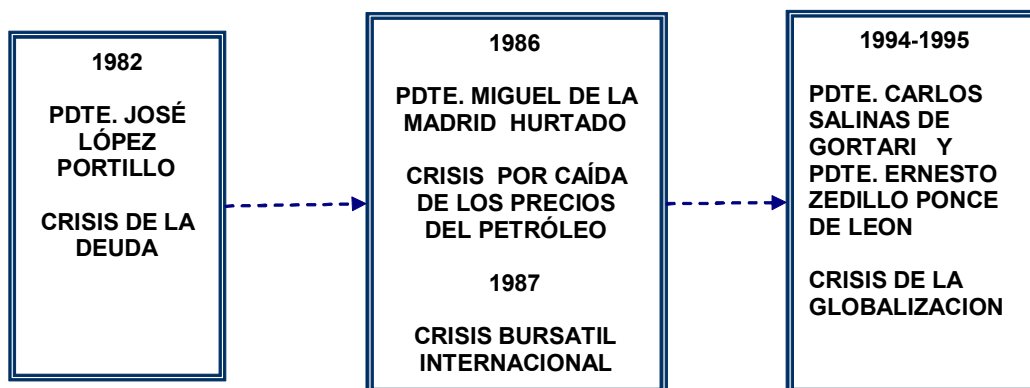 1982
PDTE. JOSÉ
LÓPEZ
PORTILLO
CRISIS DE LA
DEUDA
1986
PDTE. MIGUEL DE LA
MADRID HURTADO
CRISIS POR CAÍDA
DE LOS PRECIOS
DEL PETRÓLEO
1987
CRISIS BURSATIL
INTERNACIONAL
1994-1995
PDTE. CARLOS
SALINAS DE
GORTARI Y
PDTE. ERNESTO
ZEDILLO PONCE
DE LEON
CRISIS DE LA
GLOBALIZACION